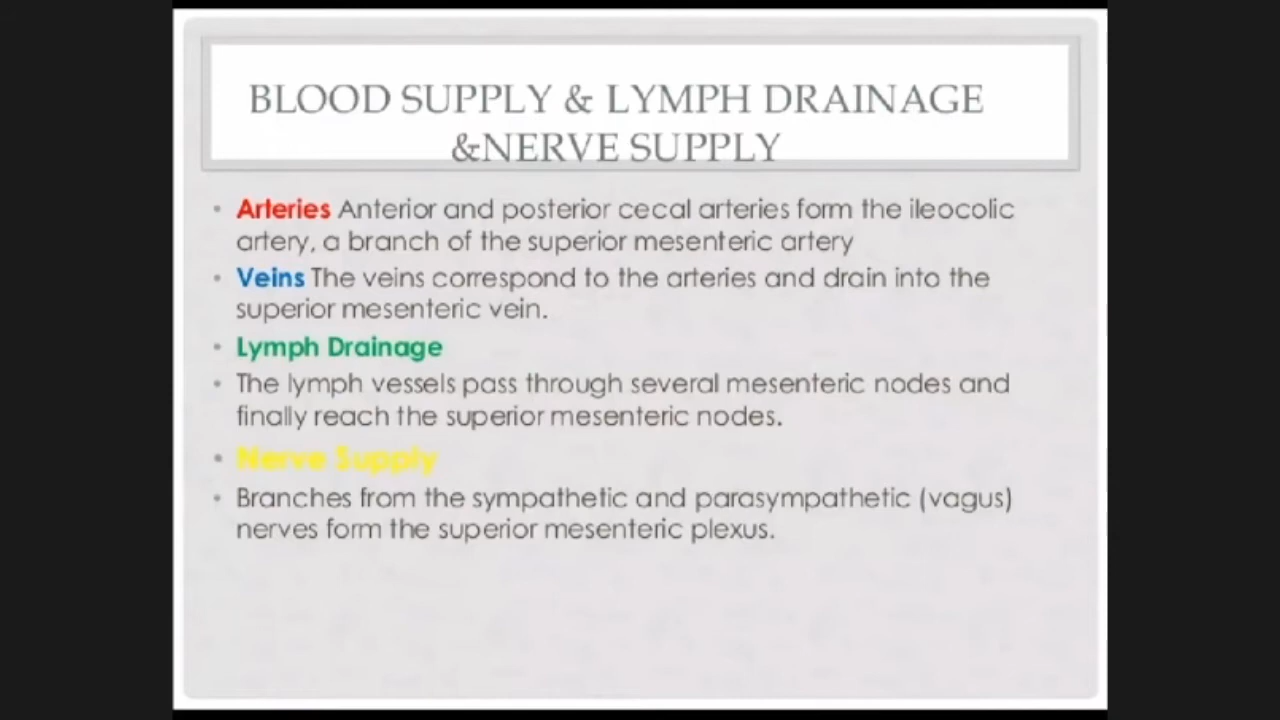 BLOOD SUPPLY & LYMPH DRAINAGE
&NERVE SUPPLY
• Arteries Anterior and posterior cecal arteries form the ileocolic
artery, a branch of the superior mesenteric artery
• Veins The veins correspond to the arteries and drain into the
superior mesenteric vein.
• Lymph Drainage
• The lymph vessels pass through several mesenteric nodes and
finally reach the superior mesenteric nodes.
• Nerve Supply
• Branches from the sympathetic and parasympathetic (vagus)
nerves form the superior mesenteric plexus.